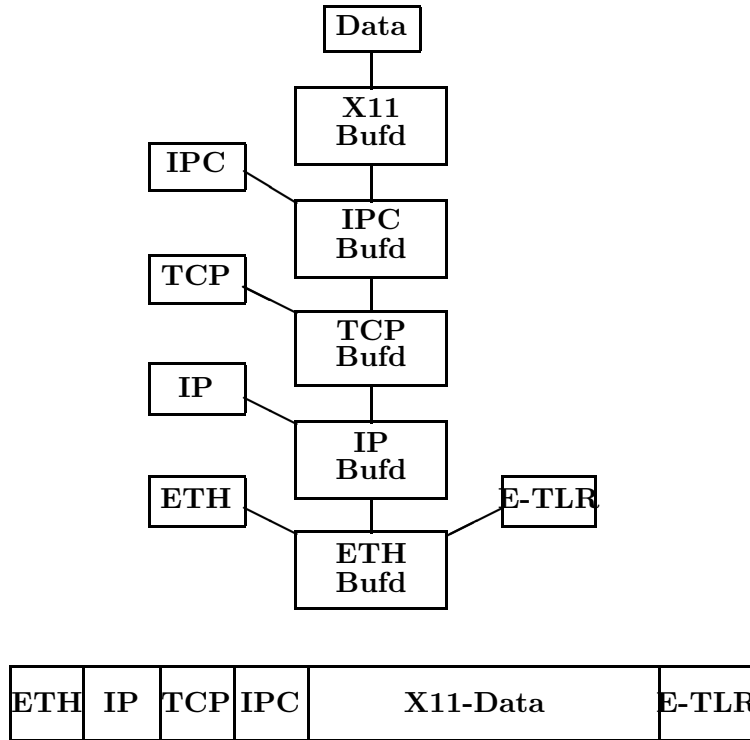 Data
X11
Bufd
IPC
IPC
Bufd
TCP
TCP
Bufd
IP
IP
Bufd
ETH
E-TLR
ETH
Bufd
ETH IP TCP IPC X11-Data E-TLR